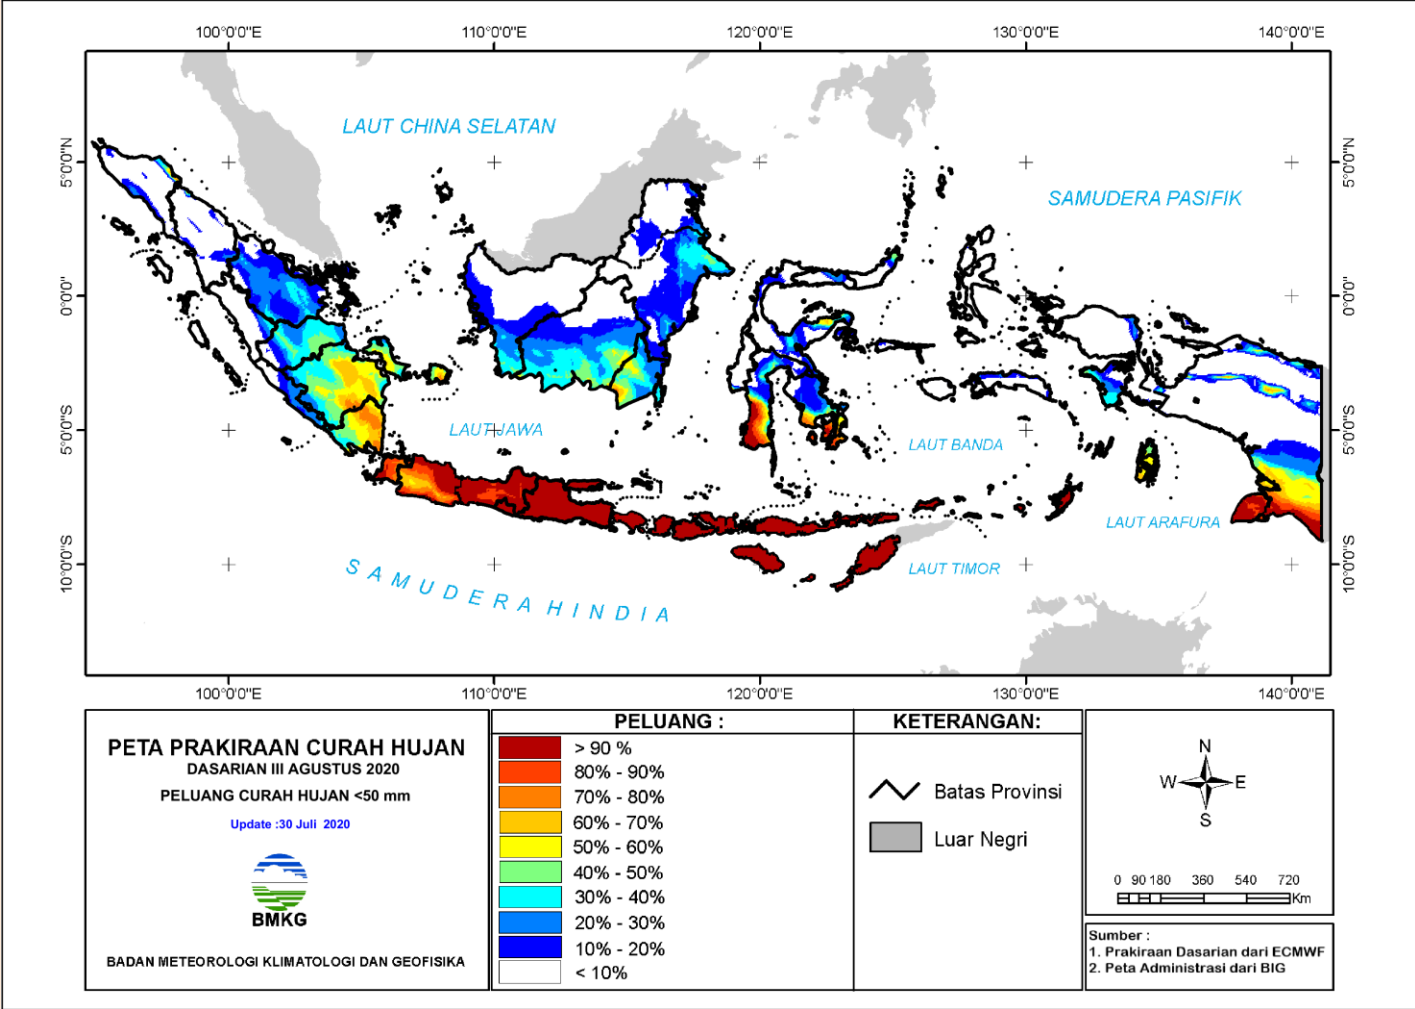 100°0'0"E 110°0'0"E 120°0'0"E 130°0'0"E 140°0'0"E
5°0'0"N
0°0'0"
5°0'0"S
10°0'0"S
LAUT CHINA SELATAN
SAMUDERA PASIFIK
LAUT JAWA
LAUT BANDA
LAUT ARAFURA
LAUT TIMOR
SAMUDERA HINDIA
5°0'0"N
0°0'0"
5°0'0"S
10°0'0"S
100°0'0"E 110°0'0"E 120°0'0"E 130°0'0"E 140°0'0"E
PETA PRAKIRAAN CURAH HUJAN
DASARIAN III AGUSTUS 2020
PELUANG CURAH HUJAN <50 mm
Update :30 Juli 2020
BMKG
BADAN METEOROLOGI KLIMATOLOGI DAN GEOFISIKA
PELUANG :
> 90 %
80% - 90%
70% - 80%
60% - 70%
50% - 60%
40% - 50%
30% - 40%
20% - 30%
10% - 20%
< 10%
KETERANGAN:
Batas Provinsi
Luar Negri
N
W E
S
0 90 180 360 540 720
Km
Sumber :
1. Prakiraan Dasarian dari ECMWF
2. Peta Administrasi dari BIG